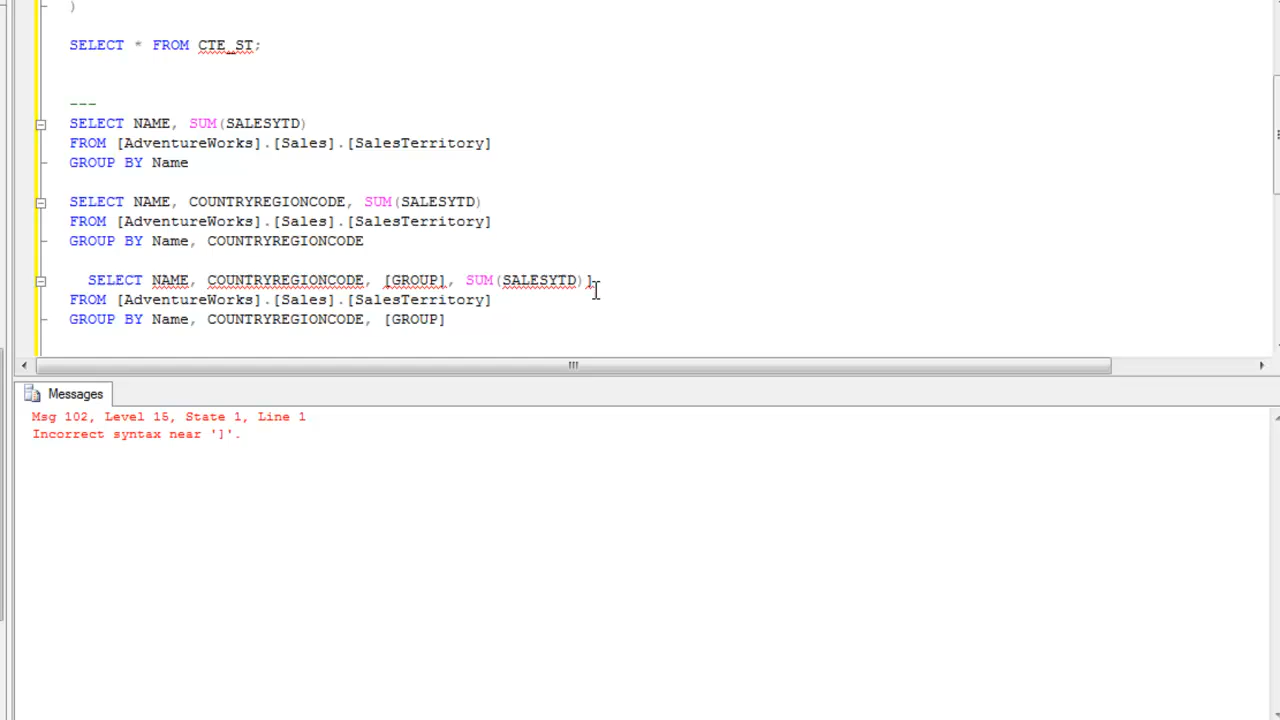 )
SELECT * FROM CTE_ST;
---
SELECT NAME, SUM(SALESYTD)
FROM [AdventureWorks].[Sales].[SalesTerritory]
GROUP BY Name
SELECT NAME, COUNTRYREGIONCODE, SUM(SALESYTD)
FROM [AdventureWorks].[Sales].[SalesTerritory]
GROUP BY Name, COUNTRYREGIONCODE
SELECT NAME, COUNTRYREGIONCODE, [GROUP], SUM(SALESYTD)]
FROM [AdventureWorks].[Sales].[SalesTerritory]
GROUP BY Name, COUNTRYREGIONCODE, [GROUP]
Messages
Msg 102, Level 15, State 1, Line 1
Incorrect syntax near ']'.